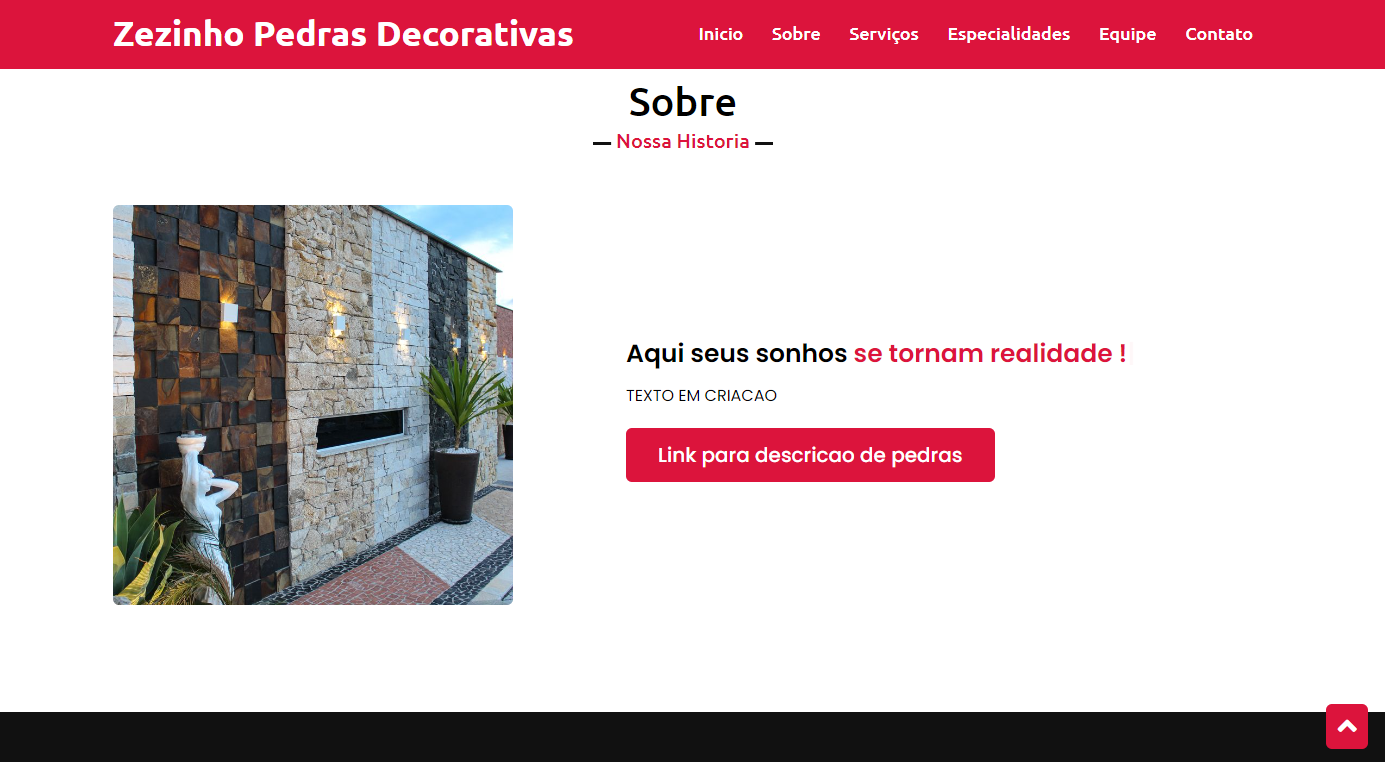 Zezinho Pedras Decorativas
Inicio Sobre Serviços Especialidades Equipe Contato
Sobre
Nossa Historia
Aqui seus sonhos se tornam realidade !
TEXTO EM CRIACAO
Link para descricao de pedras